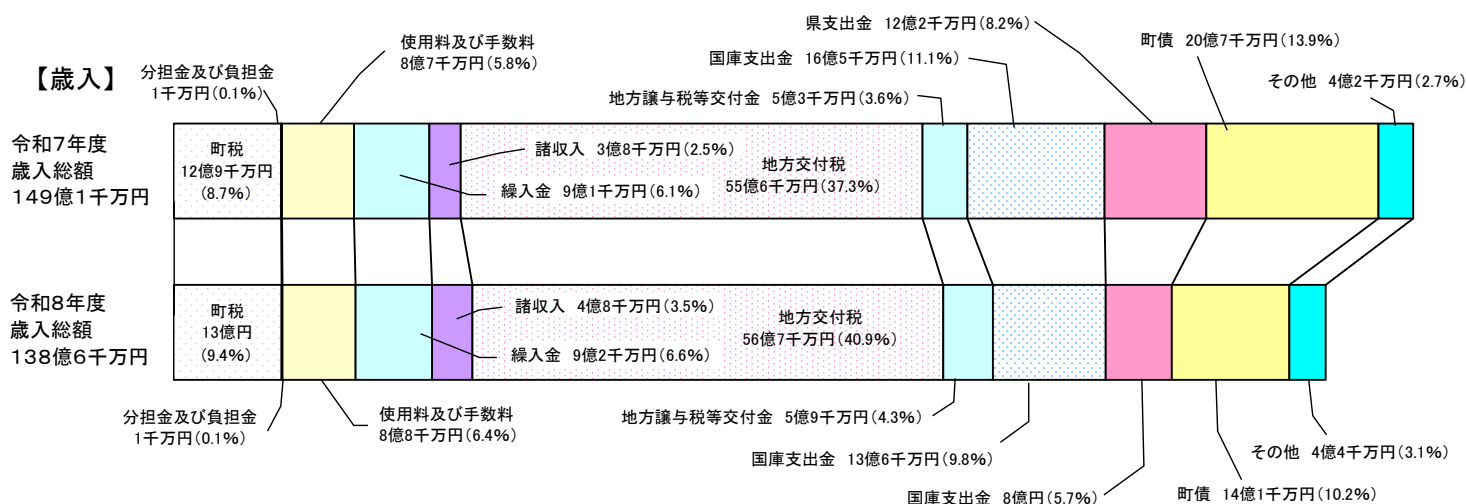 【歳入】
分担金及び負担金
1千万円(0.1%)
使用料及び手数料
8億7千万円(5.8%)
県支出金 12億2千万円(8.2%)
国庫支出金 16億5千万円(11.1%)
地方譲与税等交付金 5億3千万円(3.6%)
町債 20億7千万円(13.9%)
その他 4億2千万円(2.7%)
令和7年度
歳入総額
149億1千万円
町税
12億9千万円
(8.7%)
諸収入 3億8千万円(2.5%)
繰入金 9億1千万円(6.1%)
地方交付税
55億6千万円(37.3%)
令和8年度
歳入総額
138億6千万円
町税
13億円
(9.4%)
諸収入 4億8千万円(3.5%)
繰入金 9億2千万円(6.6%)
地方交付税
56億7千万円(40.9%)
分担金及び負担金
1千万円(0.1%)
使用料及び手数料
8億8千万円(6.4%)
地方譲与税等交付金 5億9千万円(4.3%)
国庫支出金 13億6千万円(9.8%)
国庫支出金 8億円(5.7%)
町債 14億1千万円(10.2%)
その他 4億4千万円(3.1%)